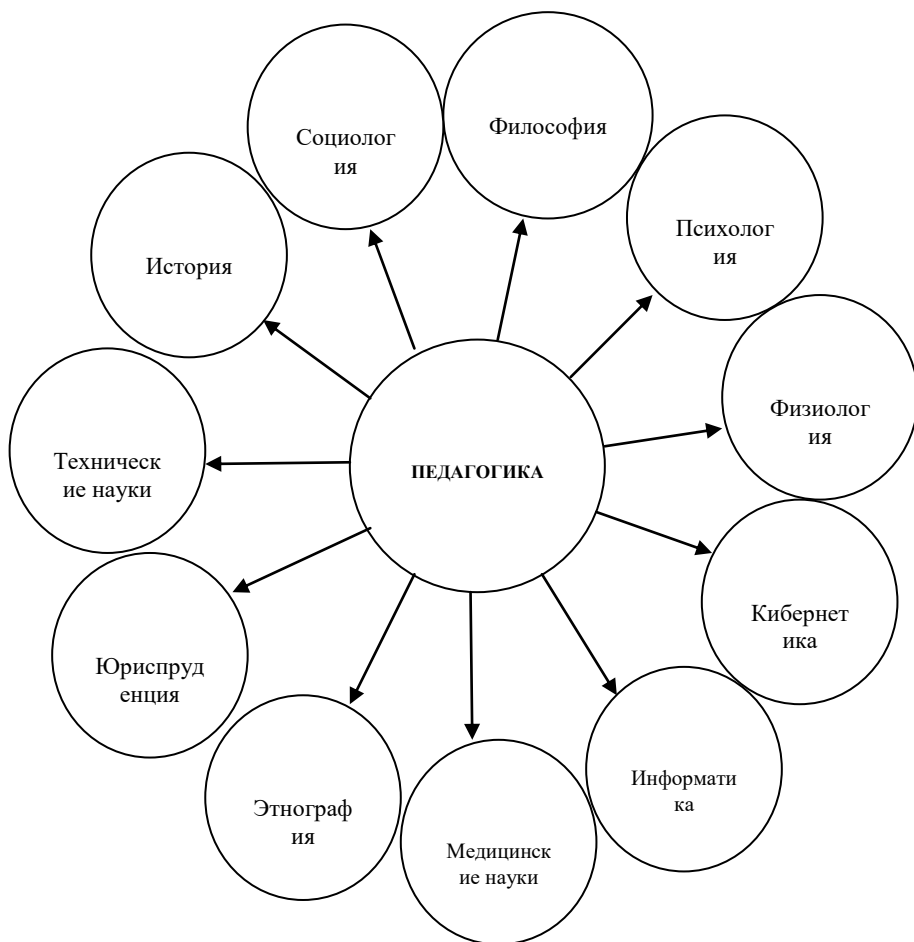 Философия
Социолог
ия
Психолог
ия
История
Физиолог
ия
Техническ
ие науки
ПЕДАГОГИКА
Кибернет
ика
Юриспруд
енция
Информати
ка
Этнограф
ия
Медицинск
ие науки